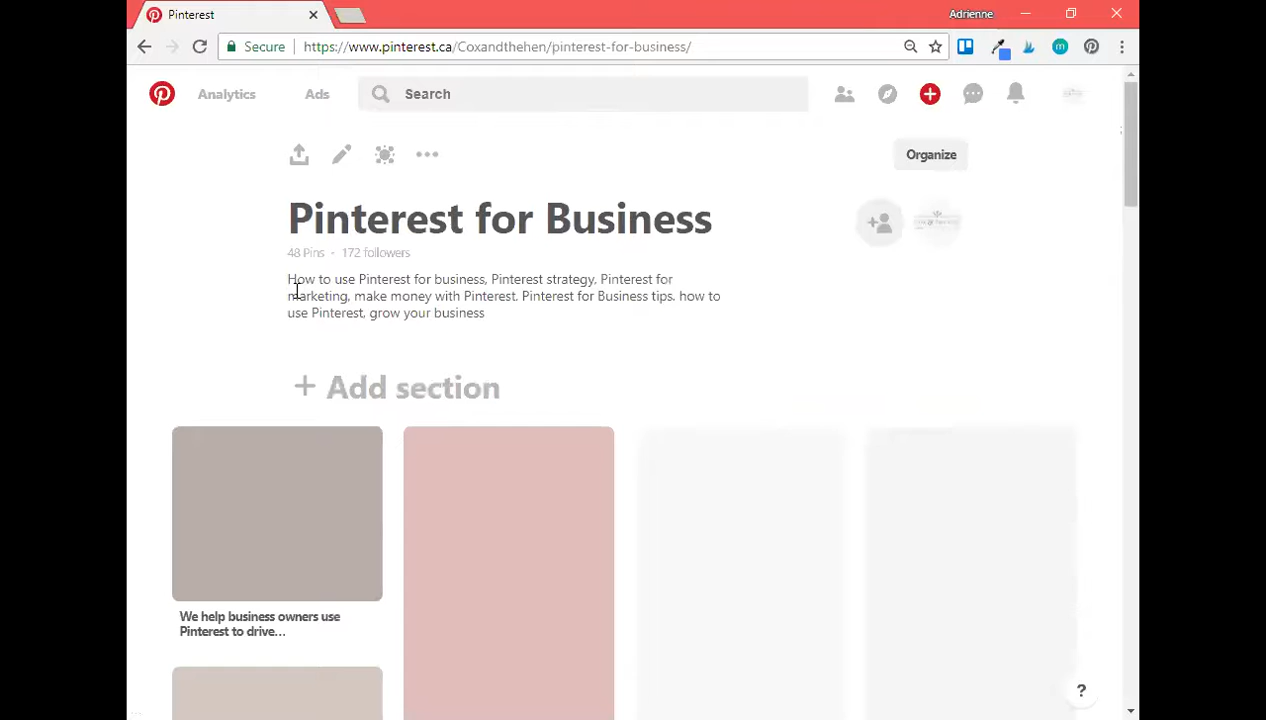 Pinterest
Adrienne
Secure
https://www.pinterest.ca/Coxandthehen/pinterest-for-business/
Analytics
Ads
Search
Organize
Pinterest for Business
48 Pins · 172 followers
How to use Pinterest for business, Pinterest strategy, Pinterest for
marketing, make money with Pinterest. Pinterest for Business tips. how to
use Pinterest, grow your business
+ Add section
We help business owners use
Pinterest to drive...
?